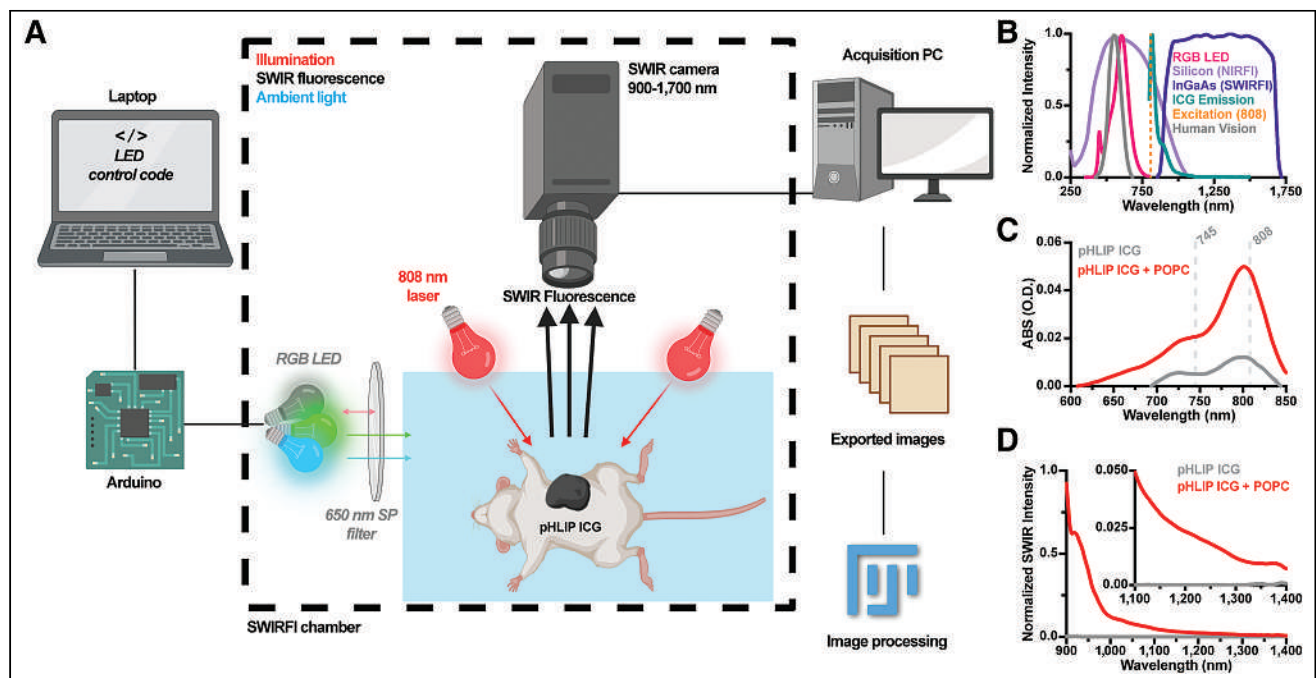 A
Illumination
SWIR fluorescence
Ambient light
SWIR camera
900-1,700 nm
Acquisition PC
Laptop
</>
LED
control code
808 nm
laser
SWIR Fluorescence
RGB LED
Arduino
650 nm SP
filter
pHLIP ICG
SWIRFI chamber
Exported images
Image processing
B
Normalized Intensity
1.0
0.5
0
RGB LED
Silicon (NIRFI)
InGaAs (SWIRFI)
ICG Emission
Excitation (808)
Human Vision
250 750 1,250 1,750
Wavelength (nm)
C
ABS (O.D.)
0.06
0.04
0.02
0.00
pHLIP ICG
pHLIP ICG + POPC
745
808
600 650 700 750 800 850
Wavelength (nm)
D
Normalized SWIR Intensity
1.0
0.5
0.0
0.050
0.025
0.00
pHLIP ICG
pHLIP ICG + POPC
1,100 1,200 1,300 1,400
900 1,000 1,100 1,200 1,300 1,400
Wavelength (nm)